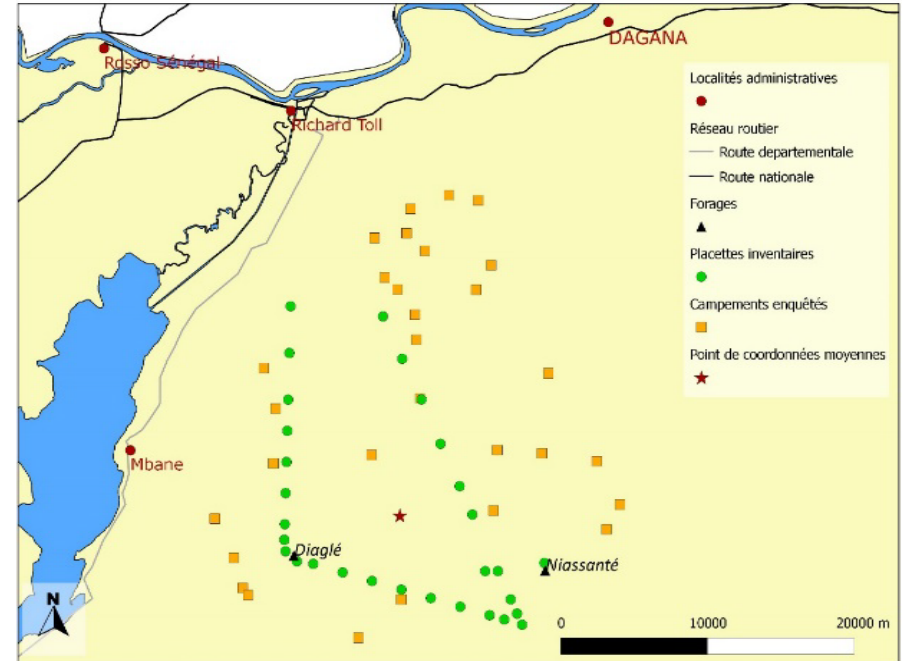 DAGANA
Rosso Sénégal
Richard Toll
Localités administratives
Réseau routier
Route departementale
Route nationale
Forages
Placettes inventaires
Campements enquêtés
Point de coordonnées moyennes
Mbane
Diaglé
Niassanté
N
0 10000 20000 m